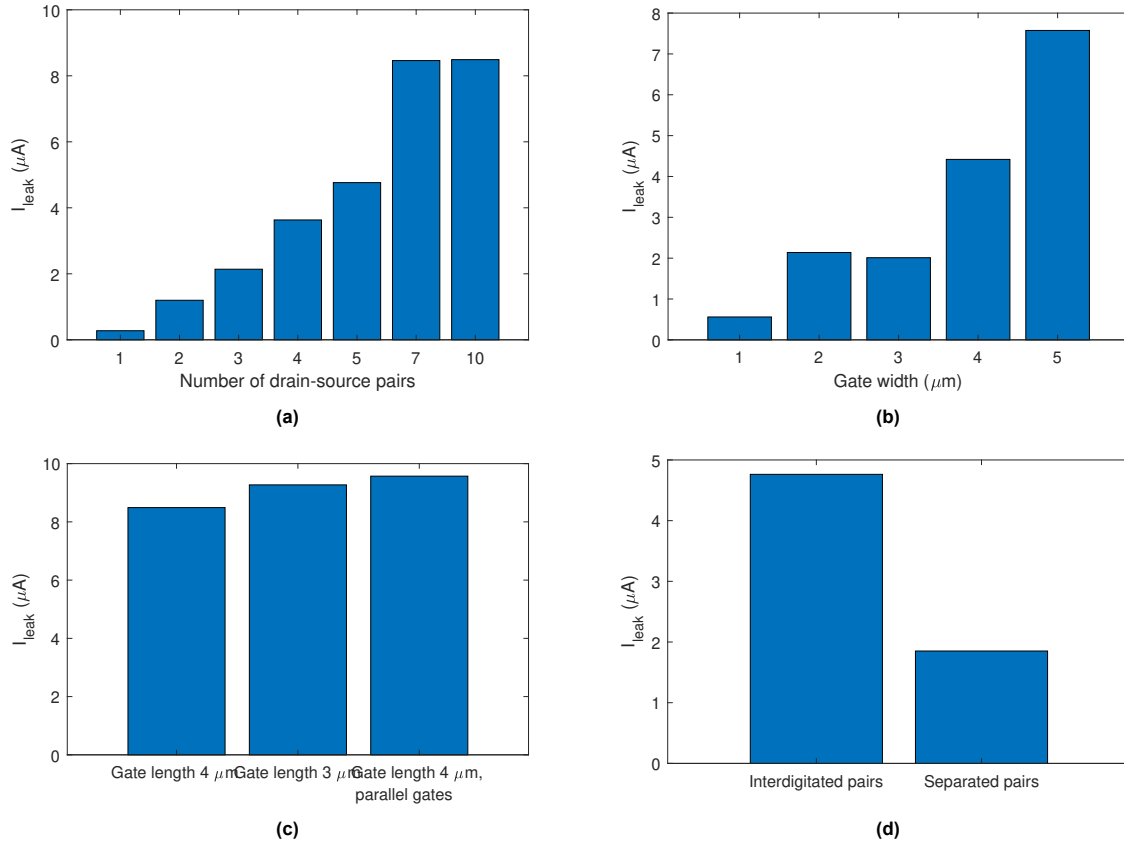 10
8
6
4
2
0
I_leak (μA)
1 2 3 4 5 7 10
Number of drain-source pairs
(a)
8
7
6
5
4
3
2
1
0
I_leak (μA)
1 2 3 4 5
Gate width (μm)
(b)
10
8
6
4
2
0
I_leak (μA)
Gate length 4 μm Gate length 3 μm Gate length 4 μm,
parallel gates
(c)
5
4
3
2
1
0
I_leak (μA)
Interdigitated pairs Separated pairs
(d)